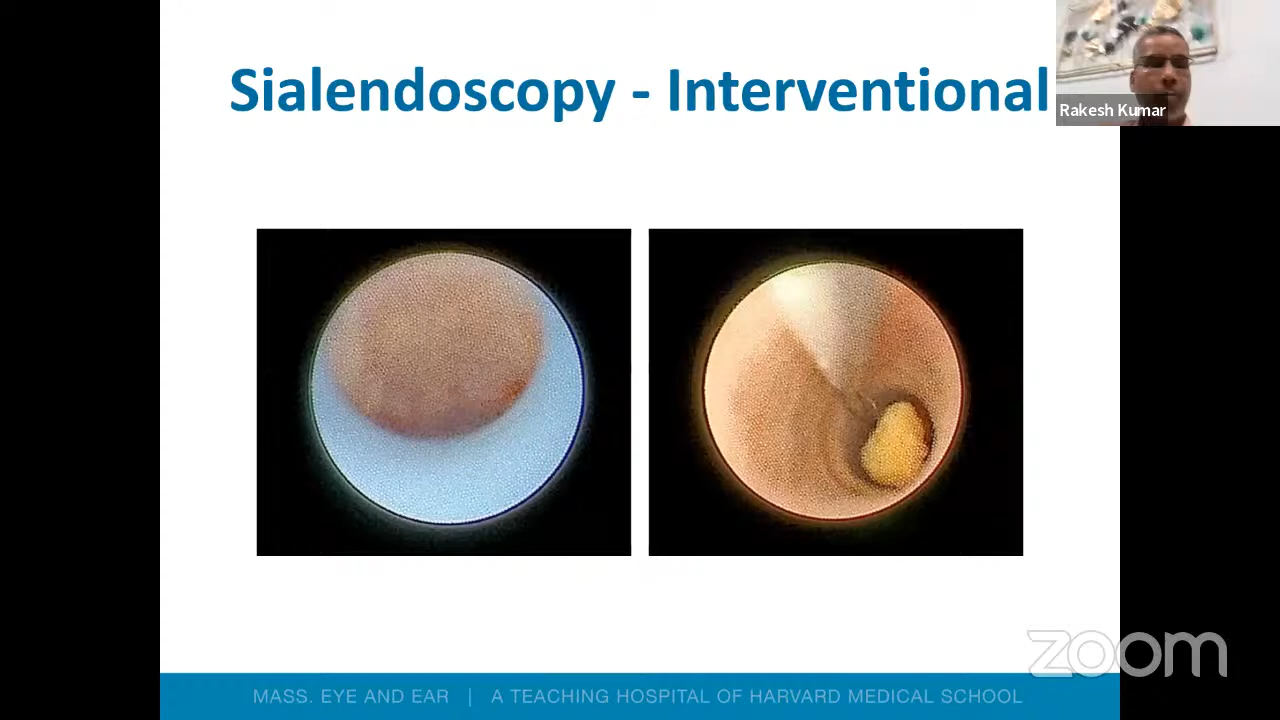 Sialendoscopy - Interventional
Rakesh Kumar
zoom
MASS. EYE AND EAR | A TEACHING HOSPITAL OF HARVARD MEDICAL SCHOOL